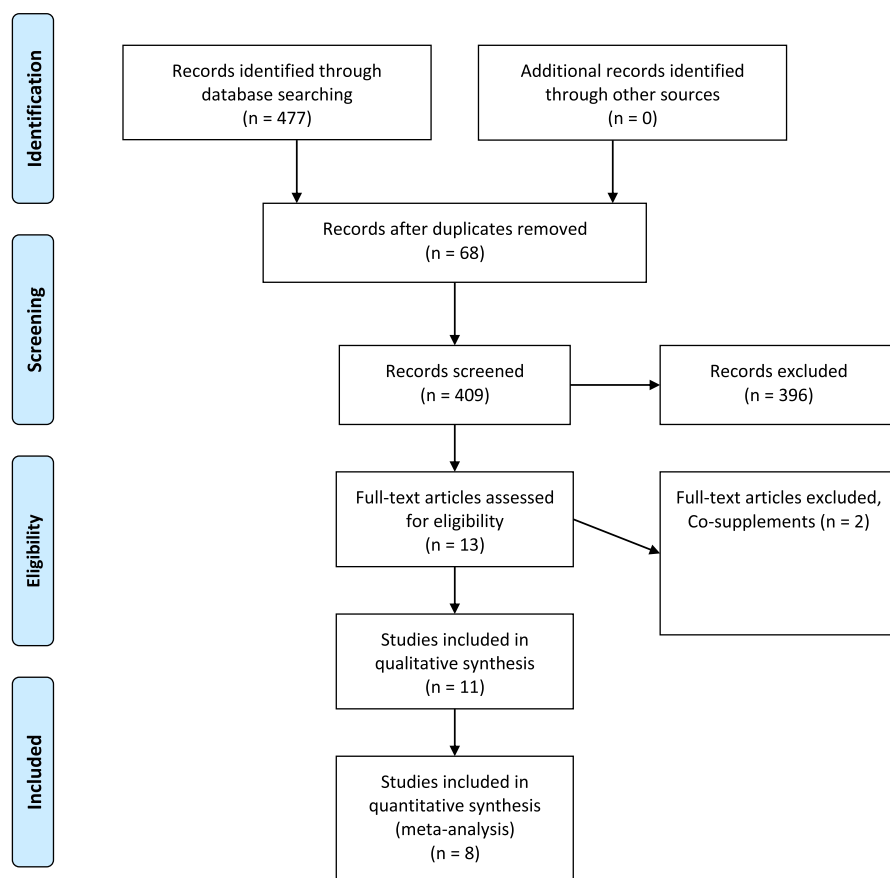 Identification
Records identified through
database searching
(n = 477)
Additional records identified
through other sources
(n = 0)
Records after duplicates removed
(n = 68)
Screening
Records screened
(n = 409)
Records excluded
(n = 396)
Eligibility
Full-text articles assessed
for eligibility
(n = 13)
Full-text articles excluded,
Co-supplements (n = 2)
Studies included in
qualitative synthesis
(n = 11)
Included
Studies included in
quantitative synthesis
(meta-analysis)
(n = 8)